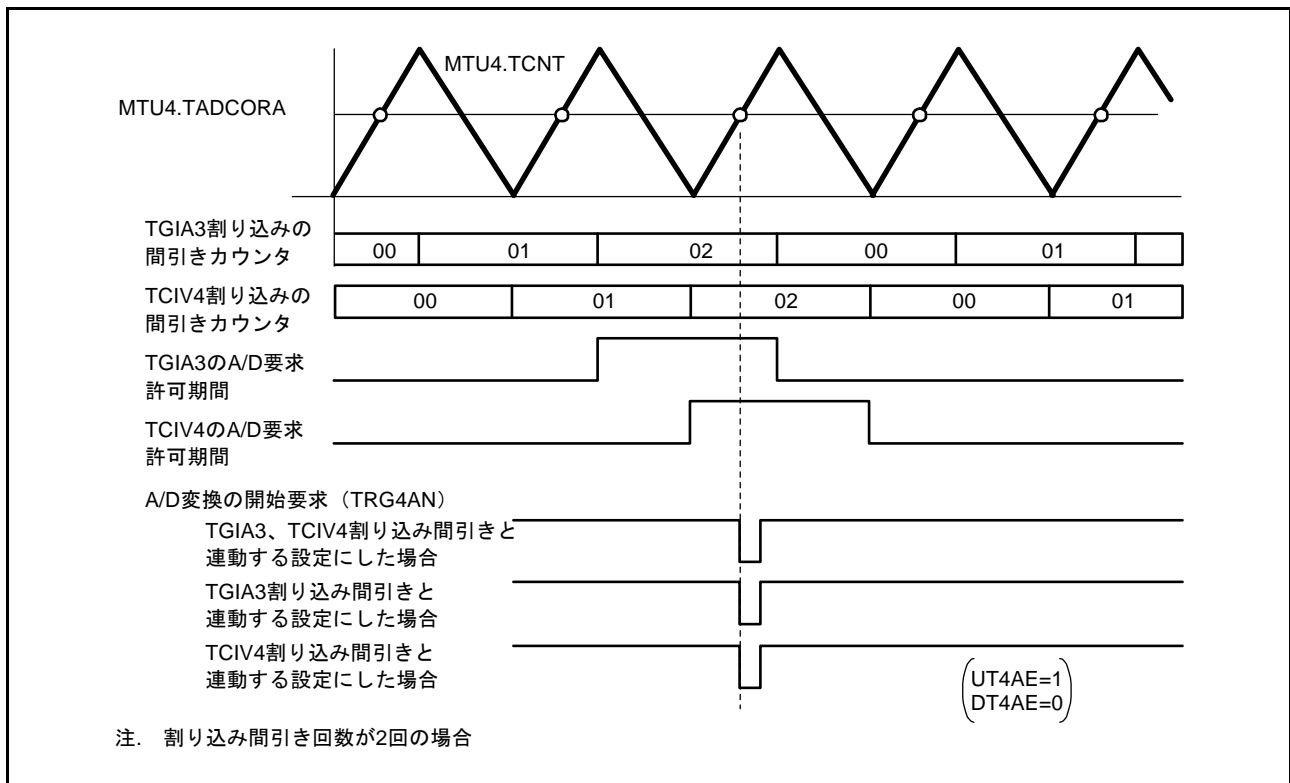 MTU4.TCNT
MTU4.TADCORA
TGIA3割り込みの
間引きカウンタ
00 01 02 00 01
TCIV4割り込みの
間引きカウンタ
00 01 02 00 01
TGIA3のA/D要求
許可期間
TCIV4のA/D要求
許可期間
A/D変換の開始要求（TRG4AN）
TGIA3、TCIV4割り込み間引きと
連動する設定にした場合
TGIA3割り込み間引きと
連動する設定にした場合
TCIV4割り込み間引きと
連動する設定にした場合
UT4AE=1
DT4AE=0
注. 割り込み間引き回数が2回の場合